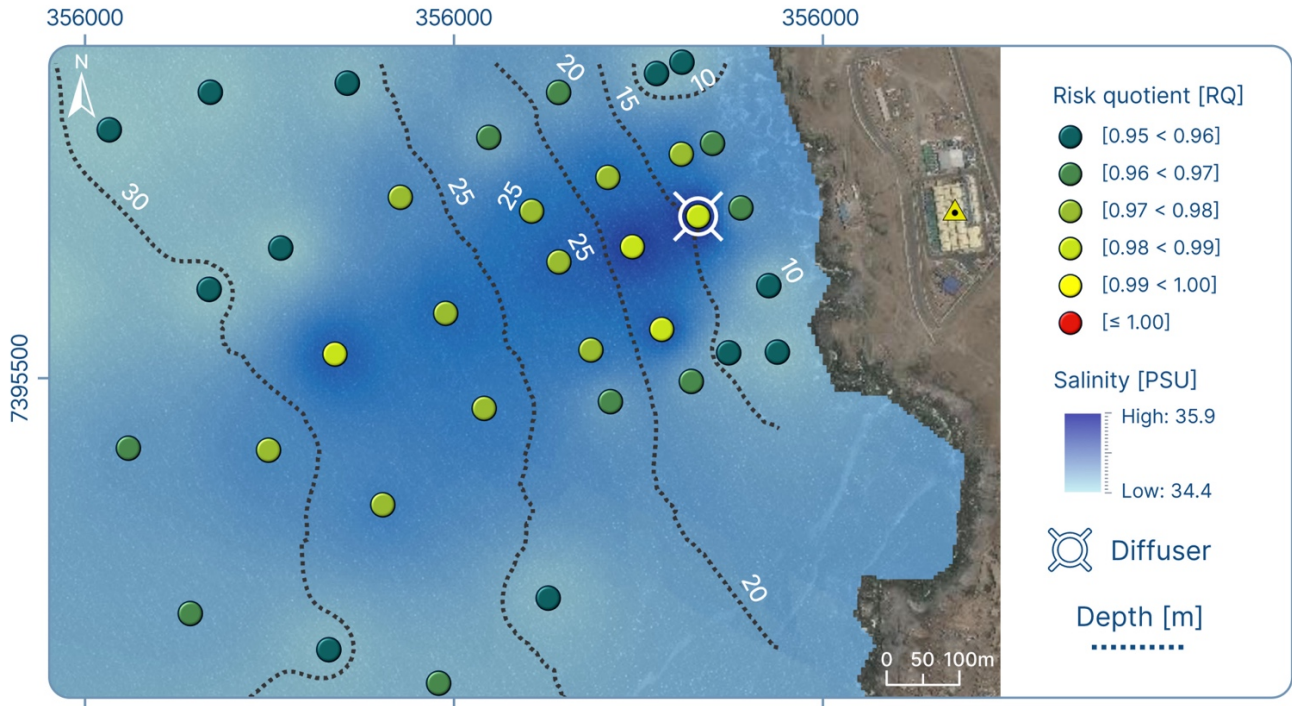 356000 356000 356000
N
20
10
15
30
25
25
25
10
7395500
20
0 50 100m
Risk quotient [RQ]
[0.95 < 0.96]
[0.96 < 0.97]
[0.97 < 0.98]
[0.98 < 0.99]
[0.99 < 1.00]
[≤ 1.00]
Salinity [PSU]
High: 35.9
Low: 34.4
Diffuser
Depth [m]